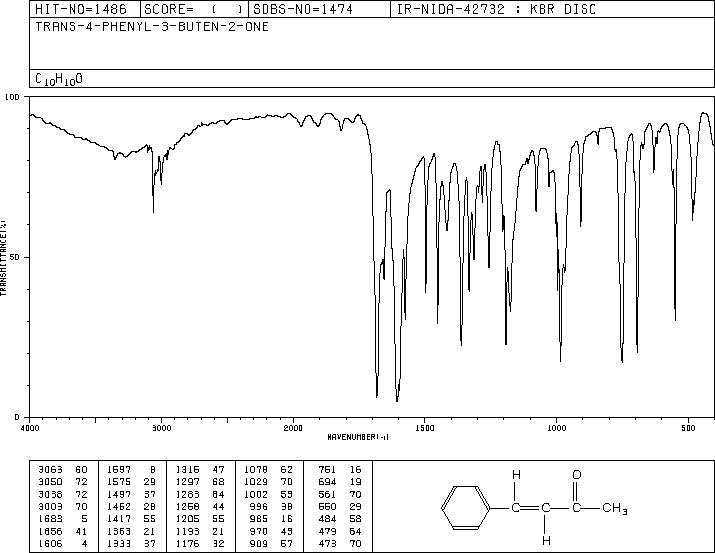 HIT-NO=1486 SCORE= ( ) SDBS-NO=1474 IR-NIDA-42732 : KBR DISC
TRANS-4-PHENYL-3-BUTEN-2-ONE
C10H10O
100
50
0
TRANSMITTANCE(%)
4000 3000 2000 1500 1000 500
WAVENUMBER(-1)
3063 60 1597 8 1316 47 1078 62 751 16
3050 72 1575 29 1297 68 1029 70 694 19
3038 72 1497 37 1283 64 1002 59 561 70
3003 70 1452 28 1258 44 996 38 550 29
1683 5 1417 55 1205 55 985 16 484 58
1656 41 1363 21 1193 21 970 43 479 64
1606 4 1333 37 1176 32 909 57 473 70
H O
C C C CH3
H